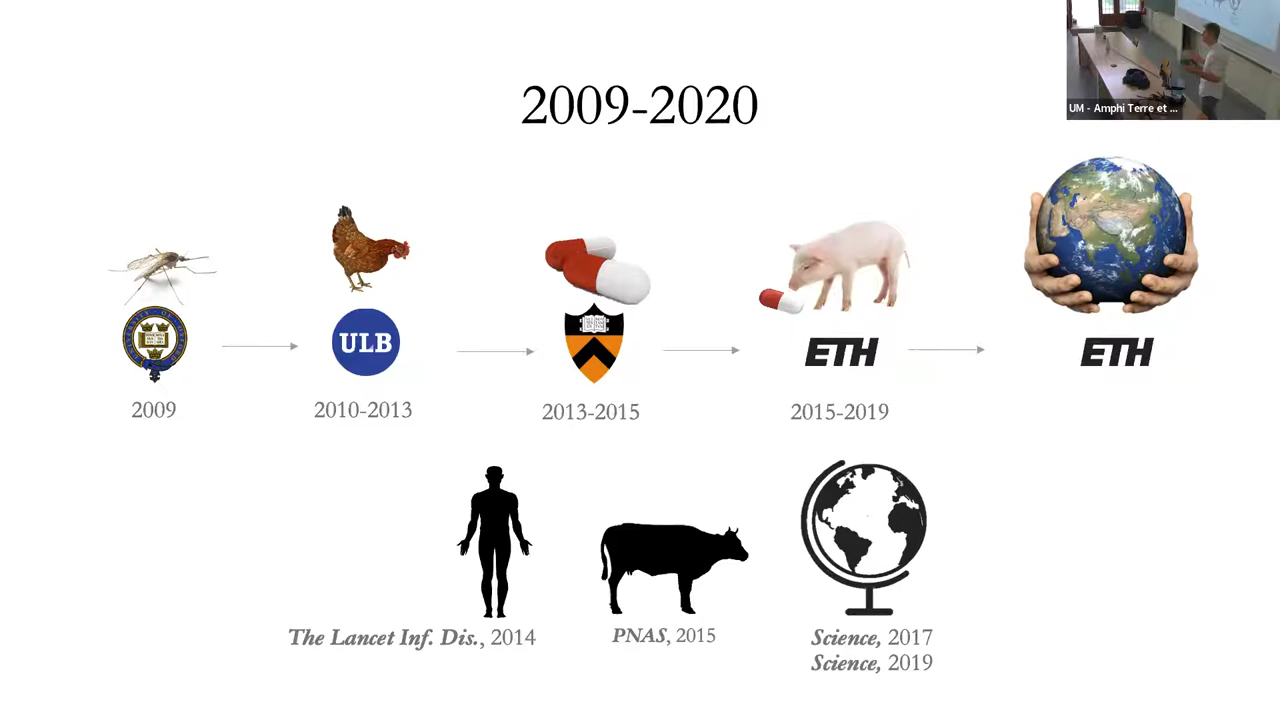 UM - Amphi Terre et ...
2009-2020
ULB
ETH
ETH
2009
2010-2013
2013-2015
2015-2019
The Lancet Inf. Dis., 2014
PNAS, 2015
Science, 2017
Science, 2019